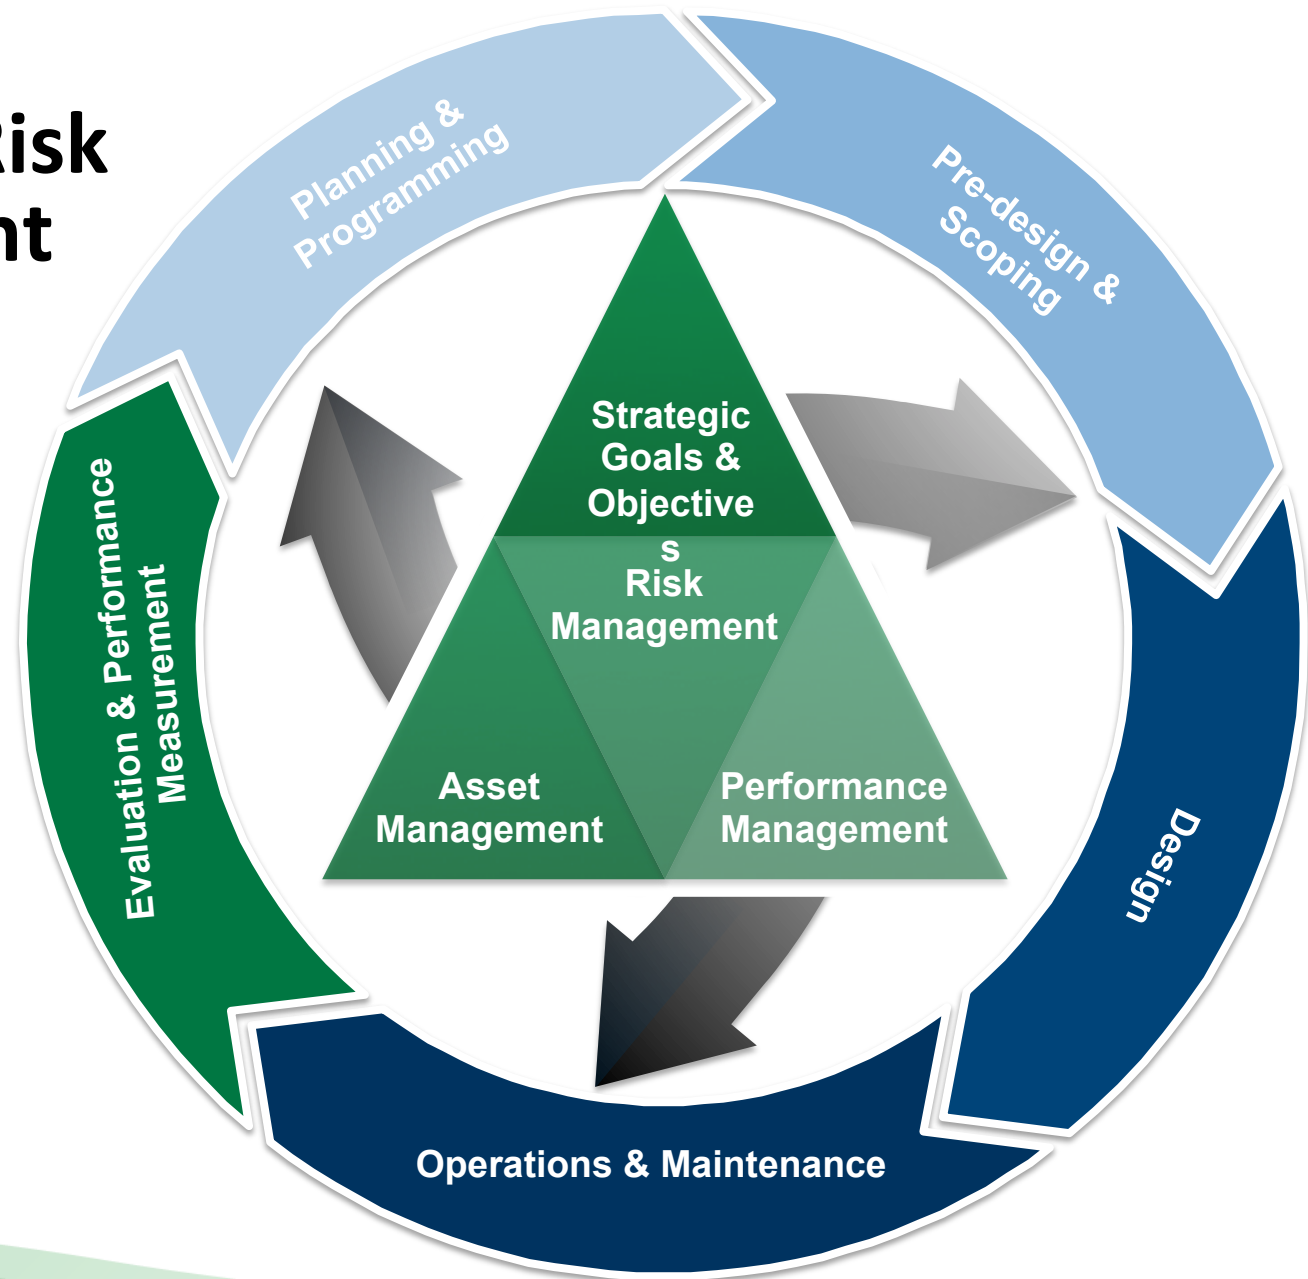 Risk
nt
Planning &
Programming
Pre-design &
Scoping
Strategic
Goals &
Objective
s
Risk
Management
Evaluation & Performance
Measurement
Asset
Management
Performance
Management
Design
Operations & Maintenance